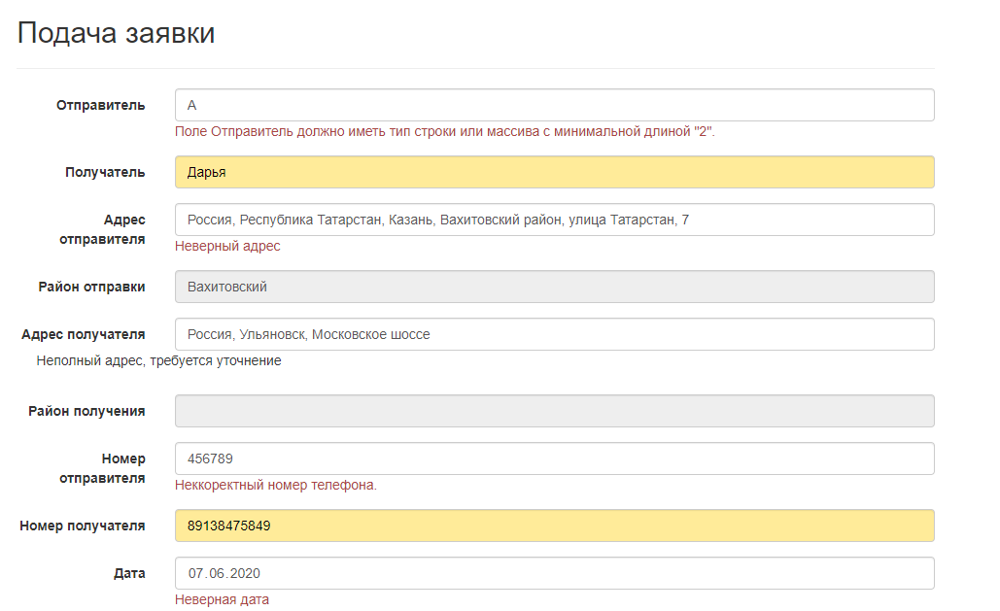 Подача заявки
Отправитель
А
Поле Отправитель должно иметь тип строки или массива с минимальной длиной "2".
Получатель
Дарья
Адрес
отправителя
Россия, Республика Татарстан, Казань, Вахитовский район, улица Татарстан, 7
Неверный адрес
Район отправки
Вахитовский
Адрес получателя
Россия, Ульяновск, Московское шоссе
Неполный адрес, требуется уточнение
Район получения
Номер
отправителя
456789
Неккоректный номер телефона.
Номер получателя
89138475849
Дата
07.06.2020
Неверная дата